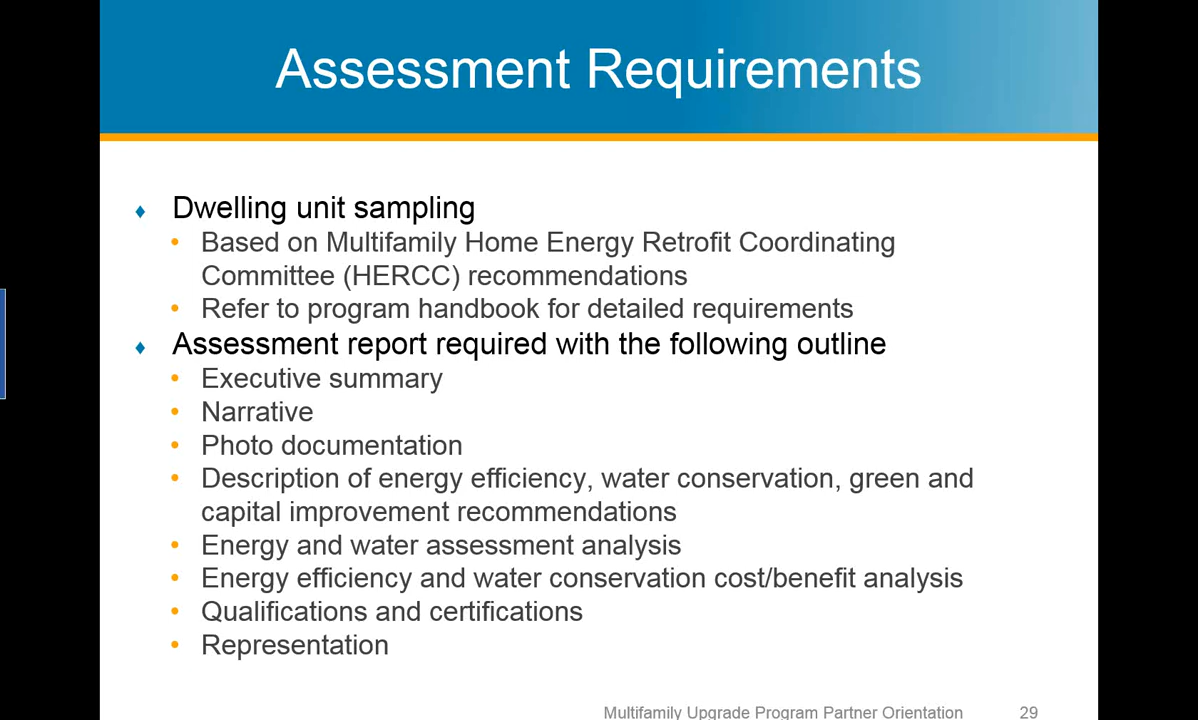 Assessment Requirements
♦ Dwelling unit sampling
• Based on Multifamily Home Energy Retrofit Coordinating
Committee (HERCC) recommendations
• Refer to program handbook for detailed requirements
♦ Assessment report required with the following outline
• Executive summary
• Narrative
• Photo documentation
• Description of energy efficiency, water conservation, green and
capital improvement recommendations
• Energy and water assessment analysis
• Energy efficiency and water conservation cost/benefit analysis
• Qualifications and certifications
• Representation
Multifamily Upgrade Program Partner Orientation 29